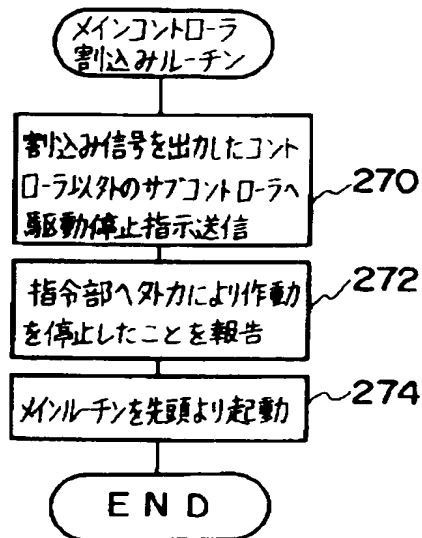 メインコントローラ
割込みルーチン
割込み信号を出力したコント
ローラ以外のサブコントローラへ
駆動停止指示送信
270
指令部へ外力により作動
を停止したことを報告
272
メインルーチンを先頭より起動
274
END